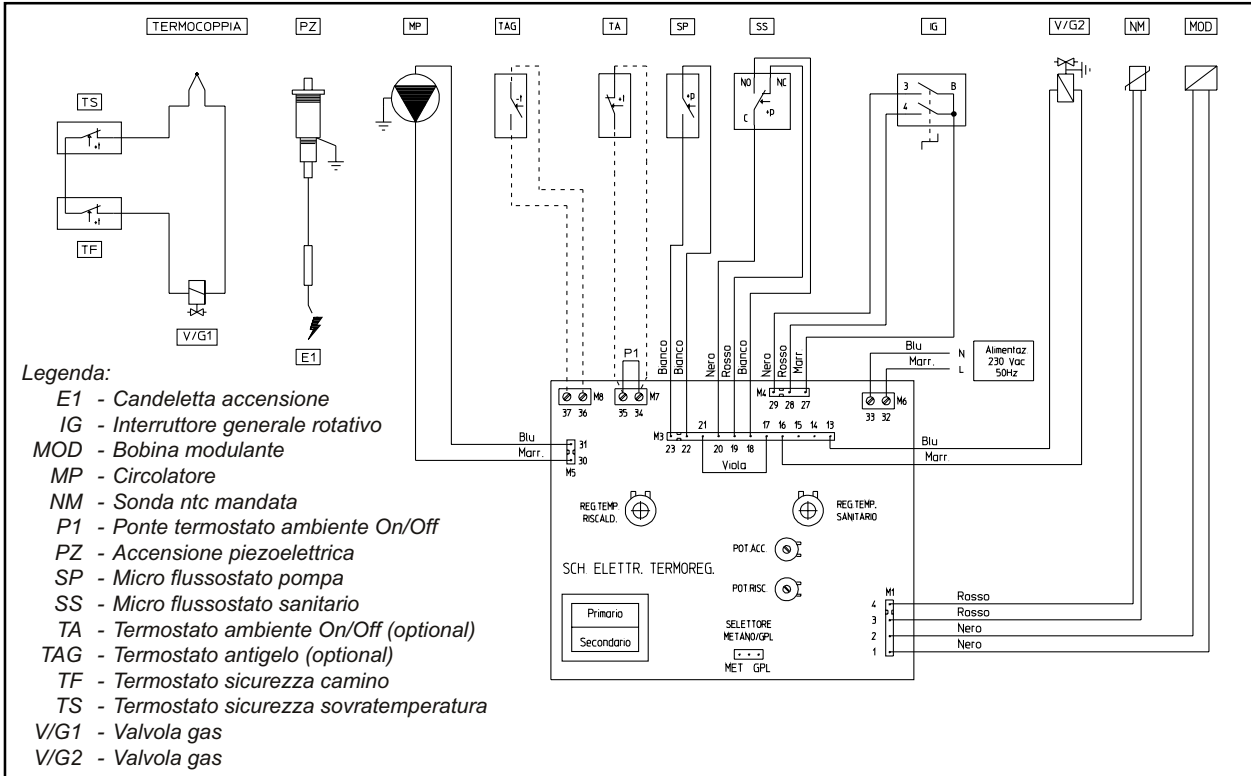 TERMOCOPPIA PZ MP TAG TA SP SS IG V/G2 NM MOD
TS
+t
TF
+t
V/G1
E1
-t
+t
+p
NO NC
C +p
3 B
4
P1
Bianco
Bianco
Nero
Rosso
Bianco
Nero
Rosso
Marr.
Blu N
Marr. L
Alimentaz.
230 Vac
50Hz
37 36 M8
35 34 M7
M4
29 28 27
33 32 M6
M3
23 22 21 20 19 18 17 16 15 14 13
Viola
Blu
Marr.
Blu 31
Marr. 30
M5
REG.TEMP.
RISCALD.
REG.TEMP.
SANITARIO
POT.ACC.
POT.RISC.
SCH. ELETTR. TERMOREG.
Primario
Secondario
SELETTORE
METANO/GPL
MET GPL
M1
4 Rosso
3 Rosso
2 Nero
1 Nero
Legenda:
E1 - Candeletta accensione
IG - Interruttore generale rotativo
MOD - Bobina modulante
MP - Circolatore
NM - Sonda ntc mandata
P1 - Ponte termostato ambiente On/Off
PZ - Accensione piezoelettrica
SP - Micro flussostato pompa
SS - Micro flussostato sanitario
TA - Termostato ambiente On/Off (optional)
TAG - Termostato antigelo (optional)
TF - Termostato sicurezza camino
TS - Termostato sicurezza sovratemperatura
V/G1 - Valvola gas
V/G2 - Valvola gas